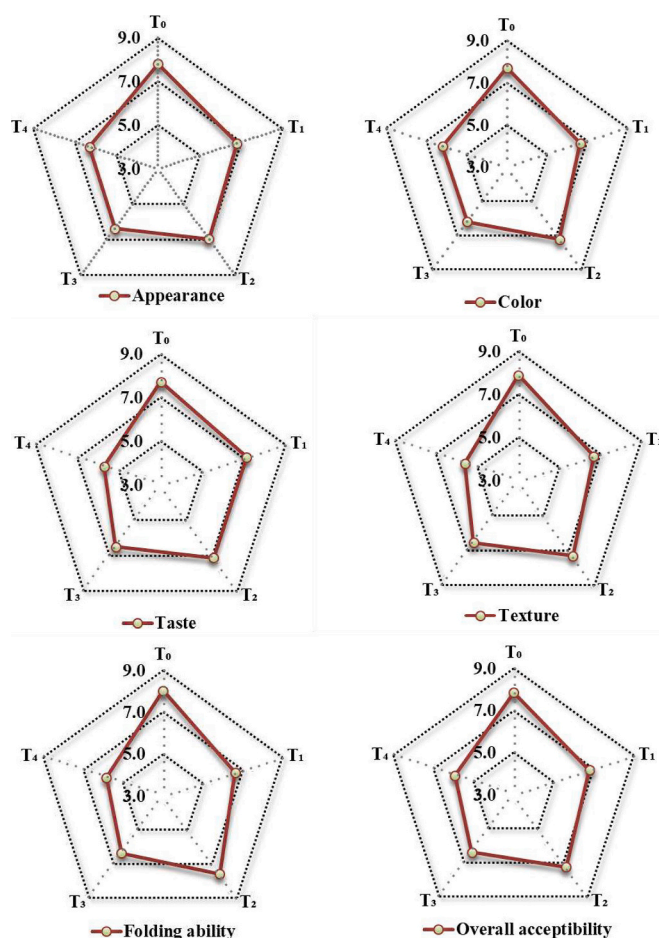 T₀
9.0
7.0
5.0
3.0
T₁
T₂
T₃
T₄
Appearance
T₀
9.0
7.0
5.0
3.0
T₁
T₂
T₃
T₄
Color
T₀
9.0
7.0
5.0
3.0
T₁
T₂
T₃
T₄
Taste
T₀
9.0
7.0
5.0
3.0
T₂
T₃
T₄
Texture
T₀
9.0
7.0
5.0
3.0
T₁
T₂
T₃
T₄
Folding ability
T₀
9.0
7.0
5.0
3.0
T₁
T₂
T₃
T₄
Overall acceptibility